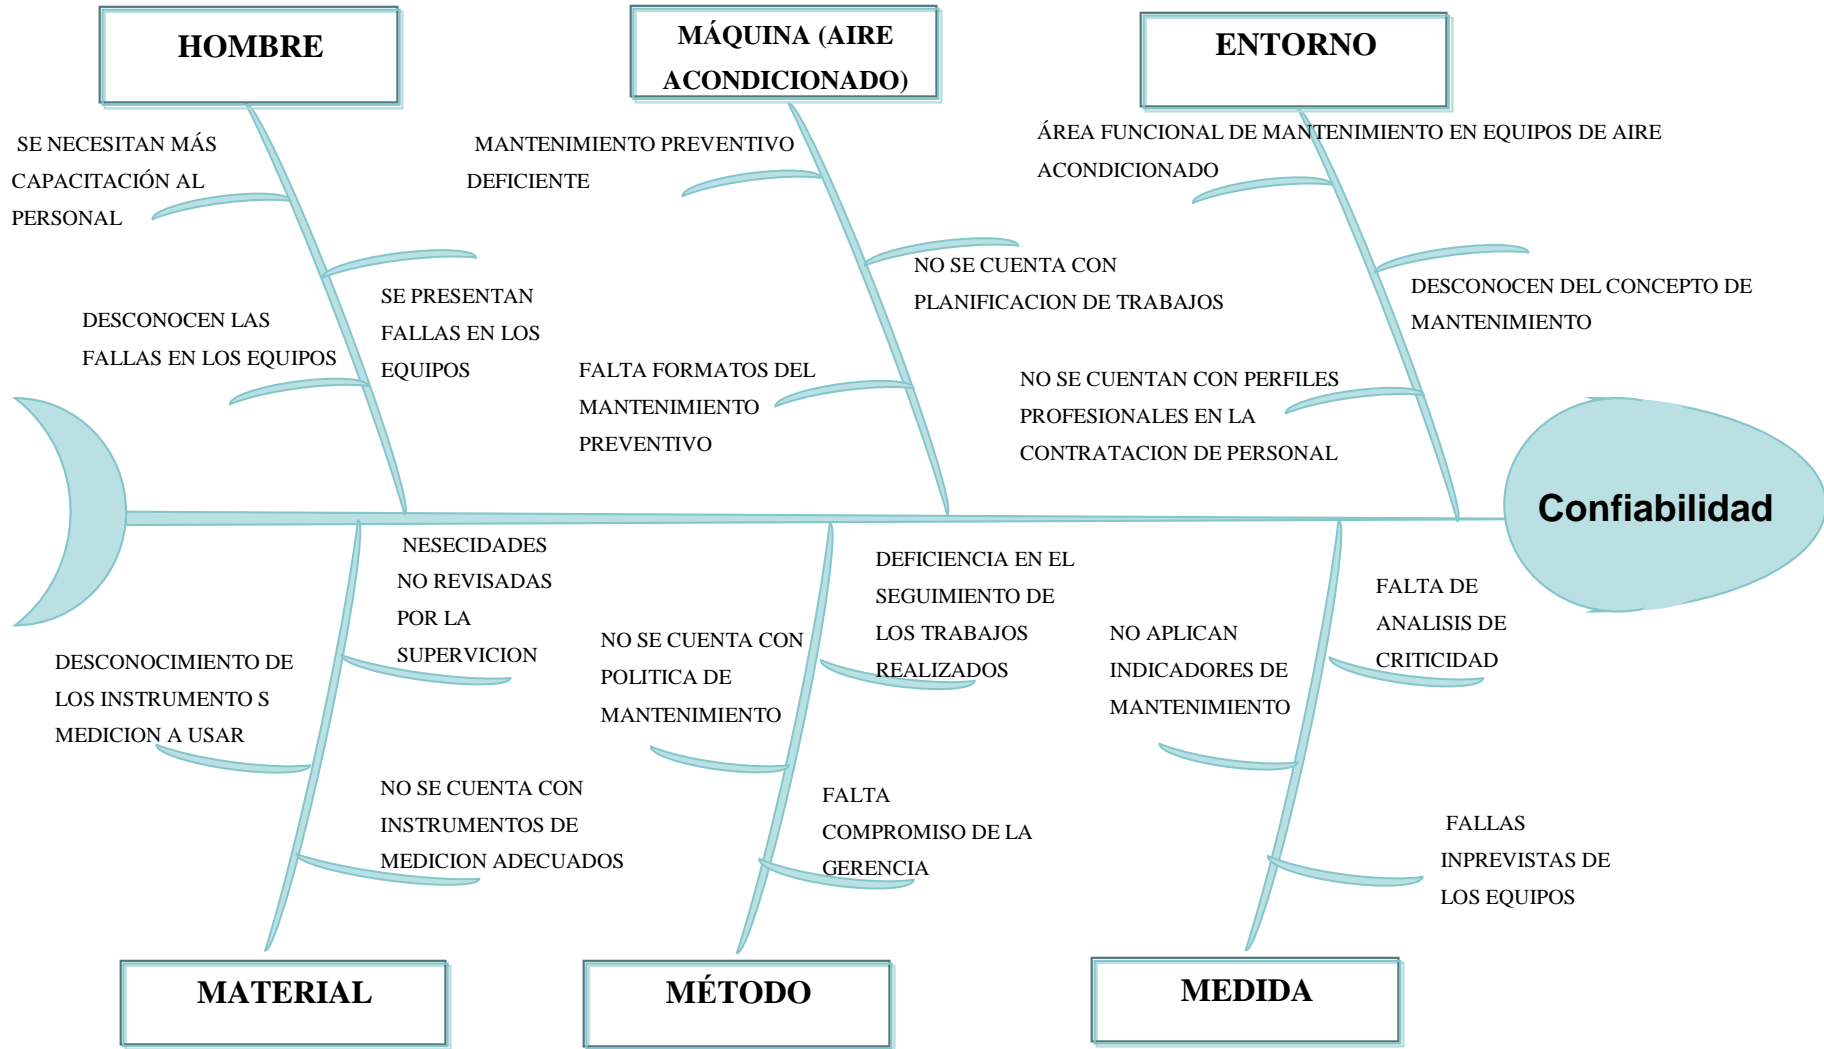 HOMBRE
MÁQUINA (AIRE
ACONDICIONADO)
ENTORNO
SE NECESITAN MÁS
CAPACITACIÓN AL
PERSONAL
SE PRESENTAN
FALLAS EN LOS
EQUIPOS
DESCONOCEN LAS
FALLAS EN LOS EQUIPOS
MANTENIMIENTO PREVENTIVO
DEFICIENTE
NO SE CUENTA CON
PLANIFICACION DE TRABAJOS
FALTA FORMATOS DEL
MANTENIMIENTO
PREVENTIVO
ÁREA FUNCIONAL DE MANTENIMIENTO EN EQUIPOS DE AIRE
ACONDICIONADO
DESCONOCEN DEL CONCEPTO DE
MANTENIMIENTO
NO SE CUENTAN CON PERFILES
PROFESIONALES EN LA
CONTRATACION DE PERSONAL
Confiabilidad
NESECIDADES
NO REVISADAS
POR LA
SUPERVICION
DESCONOCIMIENTO DE
LOS INSTRUMENTO S
MEDICION A USAR
NO SE CUENTA CON
INSTRUMENTOS DE
MEDICION ADECUADOS
DEFICIENCIA EN EL
SEGUIMIENTO DE
LOS TRABAJOS
REALIZADOS
NO SE CUENTA CON
POLITICA DE
MANTENIMIENTO
FALTA
COMPROMISO DE LA
GERENCIA
FALTA DE
ANALISIS DE
CRITICIDAD
NO APLICAN
INDICADORES DE
MANTENIMIENTO
FALLAS
INPREVISTAS DE
LOS EQUIPOS
MATERIAL
MÉTODO
MEDIDA